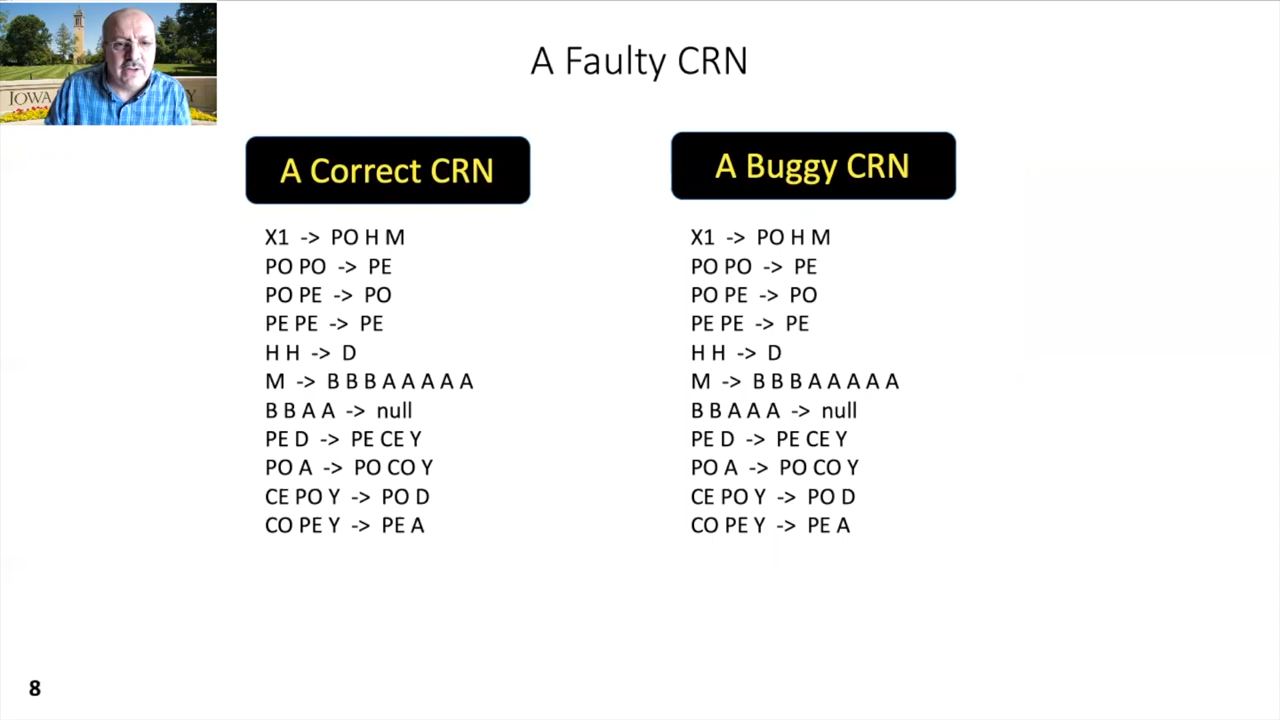 IOWA
Y
A Faulty CRN
A Correct CRN
X1 -> PO H M
PO PO -> PE
PO PE -> PO
PE PE -> PE
H H -> D
M -> B B B A A A A A
B B A A -> null
PE D -> PE CE Y
PO A -> PO CO Y
CE PO Y -> PO D
CO PE Y -> PE A
A Buggy CRN
X1 -> PO H M
PO PO -> PE
PO PE -> PO
PE PE -> PE
H H -> D
M -> B B B A A A A A
B B A A A -> null
PE D -> PE CE Y
PO A -> PO CO Y
CE PO Y -> PO D
CO PE Y -> PE A
8